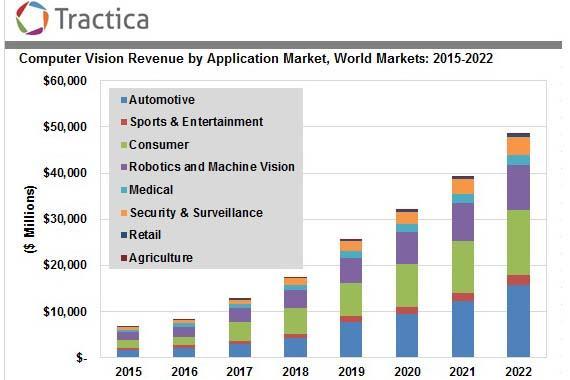 Tractica
Computer Vision Revenue by Application Market, World Markets: 2015-2022
($ Millions)
$60,000
$50,000
$40,000
$30,000
$20,000
$10,000
$-
Automotive
Sports & Entertainment
Consumer
Robotics and Machine Vision
Medical
Security & Surveillance
Retail
Agriculture
2015 2016 2017 2018 2019 2020 2021 2022